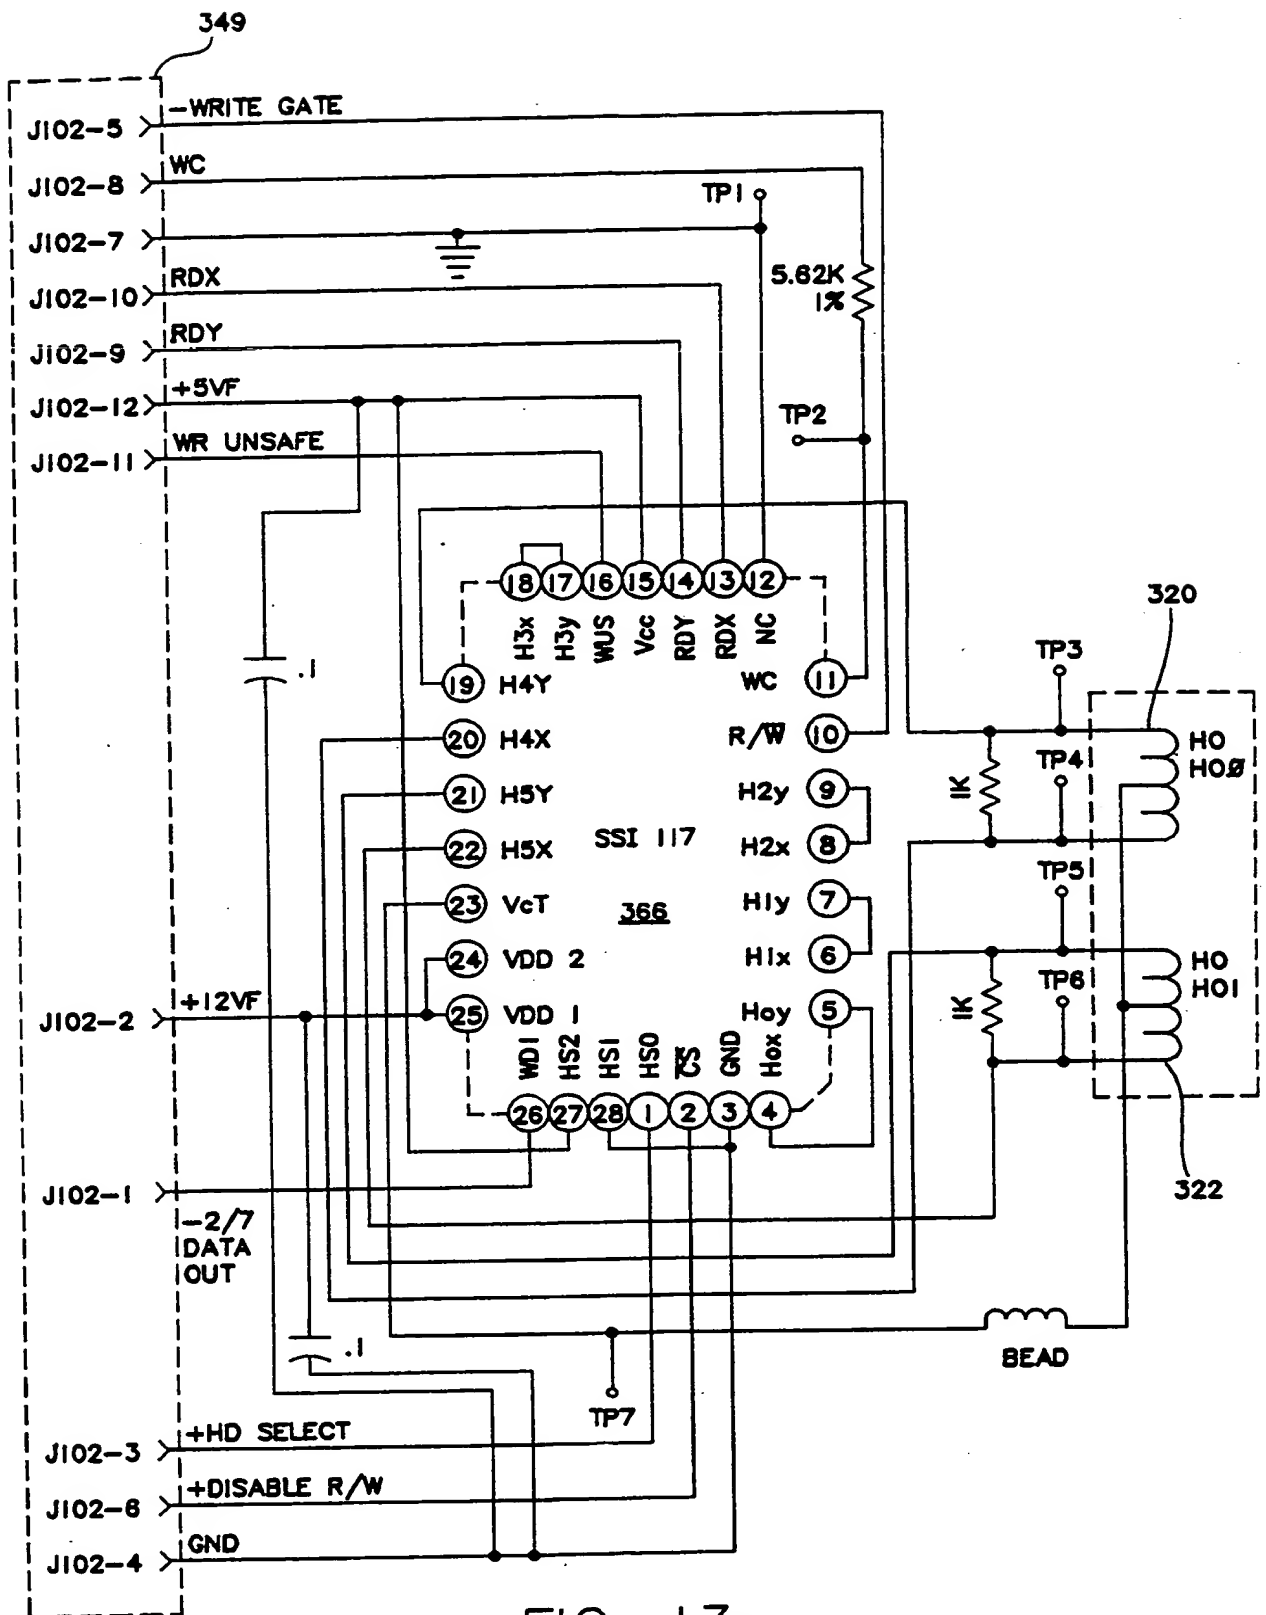 349
J102-5
-WRITE GATE
J102-8
WC
TP1
J102-7
J102-10
RDX
5.62K
1%
J102-9
RDY
J102-12
+5VF
TP2
J102-11
WR UNSAFE
18 17 16 15 14 13 12
H3x H3y WUS Vcc RDY RDX NC
320
TP3
.1
19 H4Y
WC 11
20 H4X
R/W̅ 10
HO
HOØ
TP4
1K
21 H5Y
H2y 9
22 H5X
SSI 117
H2x 8
TP5
23 VcT
366
H1y 7
24 VDD 2
H1x 6
HO
HO1
TP6
1K
J102-2
+12VF
25 VDD 1
Hoy 5
WD1 HS2 HS1 HS0 C̅S̅ GND Hox
26 27 28 1 2 3 4
J102-1
322
-2/7
DATA
OUT
.1
BEAD
TP7
J102-3
+HD SELECT
J102-6
+DISABLE R/W
J102-4
GND